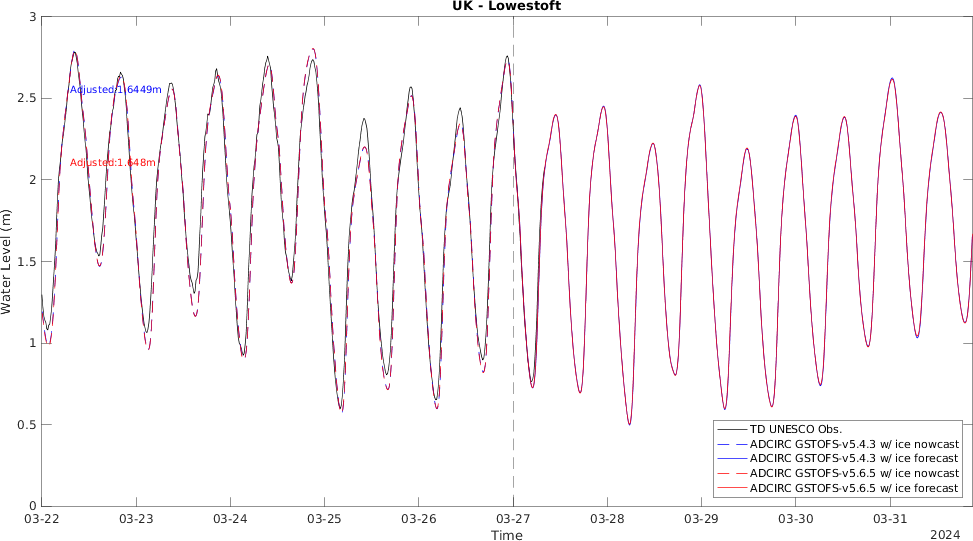 UK - Lowestoft
3
2.5
2
1.5
1
0.5
0
Water Level (m)
Adjusted:1.6449m
Adjusted:1.648m
TD UNESCO Obs.
ADCIRC GSTOFS-v5.4.3 w/ ice nowcast
ADCIRC GSTOFS-v5.4.3 w/ ice forecast
ADCIRC GSTOFS-v5.6.5 w/ ice nowcast
ADCIRC GSTOFS-v5.6.5 w/ ice forecast
03-22 03-23 03-24 03-25 03-26 03-27 03-28 03-29 03-30 03-31
Time
2024